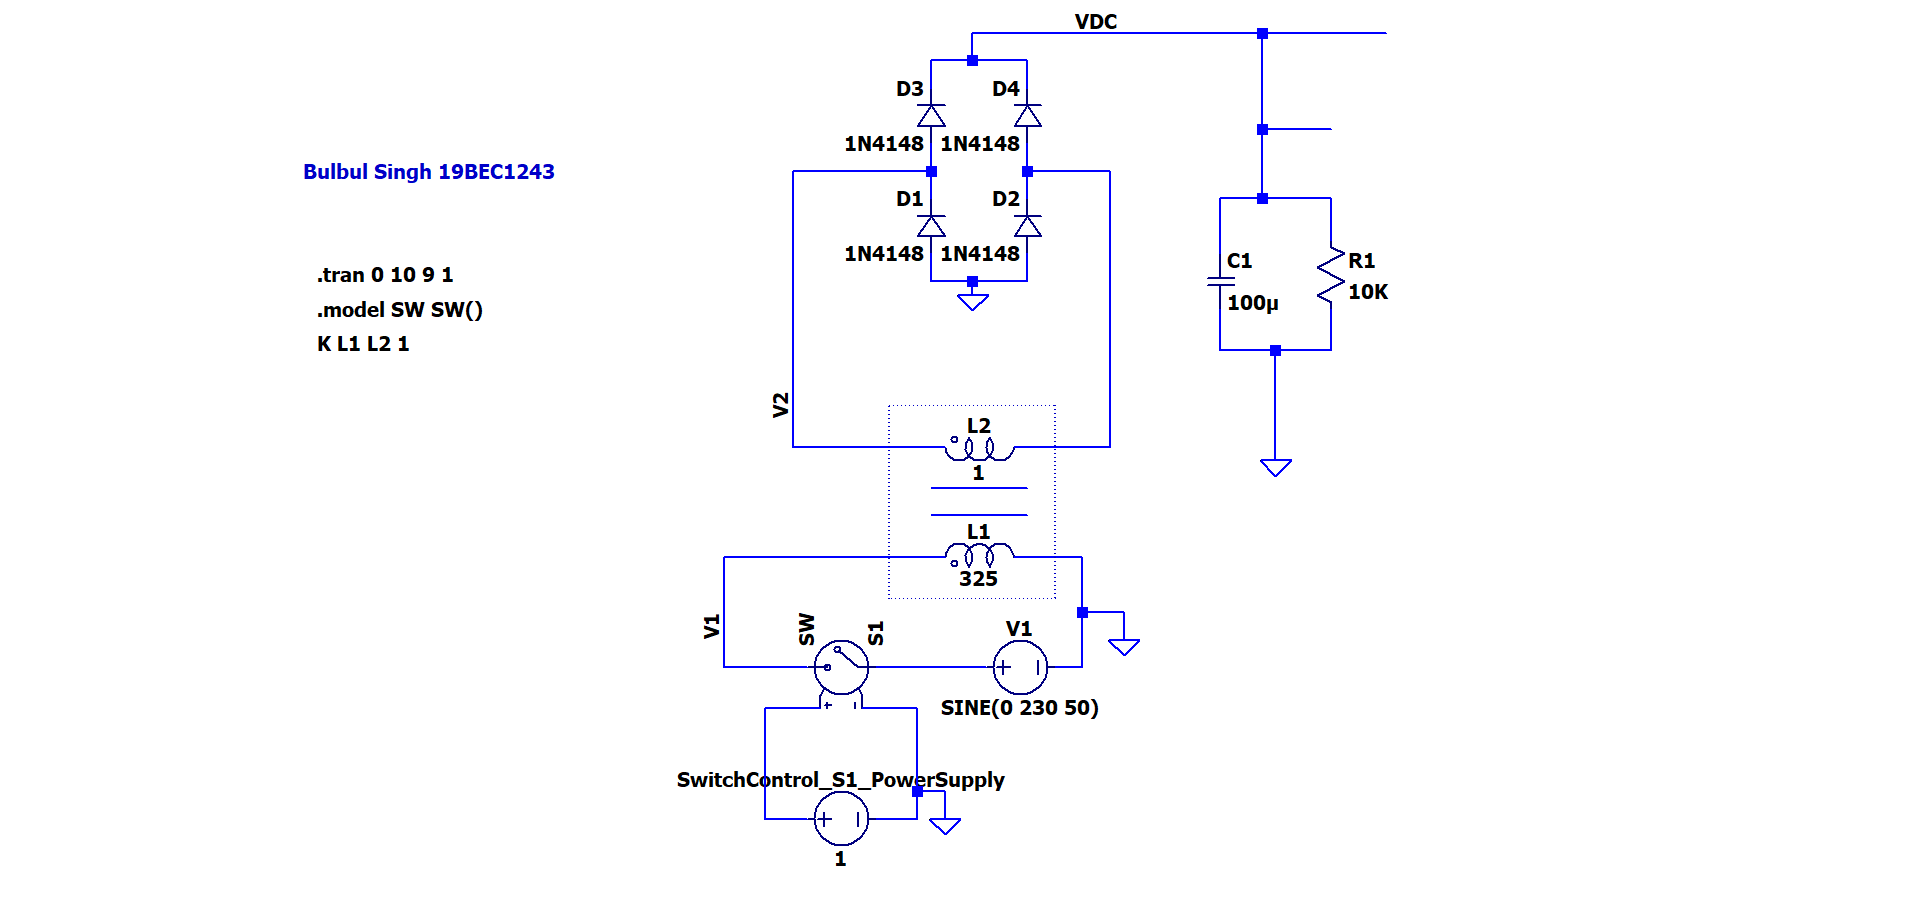 VDC
D3
D4
1N4148
1N4148
Bulbul Singh 19BEC1243
D1
D2
1N4148
1N4148
.tran 0 10 9 1
.model SW SW()
K L1 L2 1
C1
100µ
R1
10K
V2
L2
1
L1
325
V1
SW
S1
V1
SINE(0 230 50)
SwitchControl_S1_PowerSupply
1